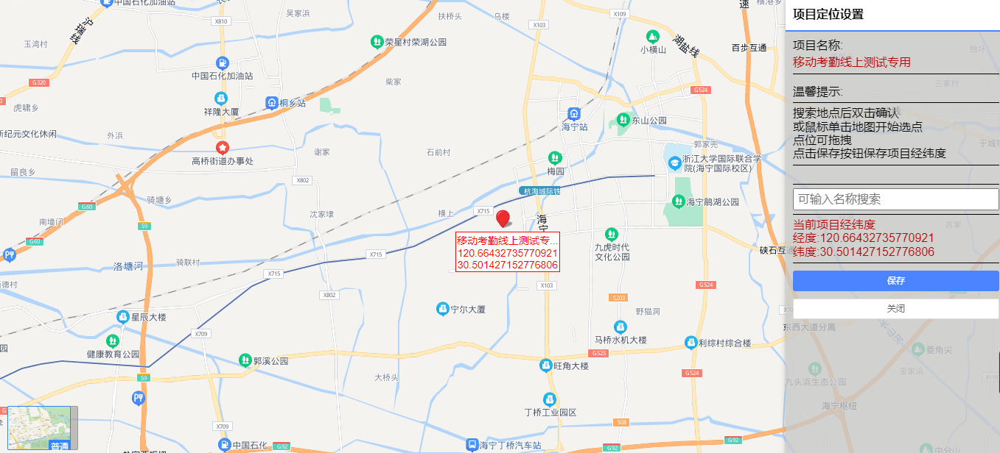 中国石化加油站
X810
吴家浜
扶桥头
乌楼
X103
X109
百步互通
横港乡
速
沪瑞线
玉湾村
荣星村荣湖公园
小横山
湖盐线
中国石化加油站
柴家
G320
G524
祥隆大厦
桐乡站
虎啸乡
海宁站
东山公园
新纪元文化休闲
外浜
高桥街道办事处
谢家
石前村
梅园
郭家兜
浙江大学国际联合学
院(海宁国际校区)
留良乡
X802
杭海城际铁
骑塘乡
G60
沈家埭
横上
X715
海宁
海宁鹃湖公园
南墙门
S9
G60
九虎时代
文化公园
硖石互通
洛塘河
骑联村
X715
X715
X802
X103
S203
G524
星辰大楼
宁尔大厦
野猫洞
X709
马桥水机大楼
利综村综合楼
健康教育公园
郭溪公园
G525
旺角大楼
S9
大桥头
G524
丁桥工业园区
X709
S08
中国石化
G92
海宁丁桥汽车站
G92
G92
普通
移动考勤线上测试专...
120.66432735770921
30.501427152776806
项目定位设置
项目名称:
移动考勤线上测试专用
温馨提示:
搜索地点后双击确认
或鼠标单击地图开始选点
点位可拖拽
点击保存按钮保存项目经纬度
可输入名称搜索
当前项目经纬度
经度:120.66432735770921
纬度:30.501427152776806
保存
关闭
三家村
苏家
东西大道分离
长山河
菱角尖
金家浜
X119
九头浜生态公园
海宁枢纽